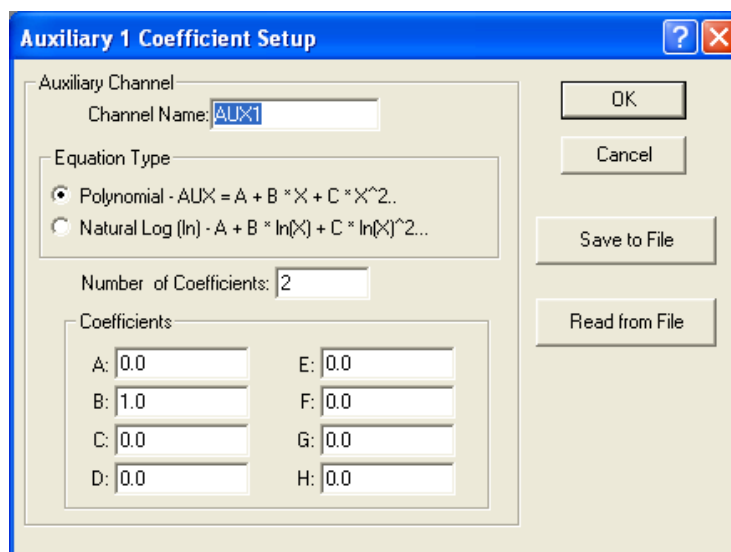 Auxiliary 1 Coefficient Setup
Auxiliary Channel
Channel Name: AUX1
OK
Cancel
Equation Type
Polynomial - AUX = A + B * X + C * X^2..
Natural Log (ln) - A + B * ln(X) + C * ln(X)^2...
Save to File
Number of Coefficients: 2
Read from File
Coefficients
A: 0.0 E: 0.0
B: 1.0 F: 0.0
C: 0.0 G: 0.0
D: 0.0 H: 0.0